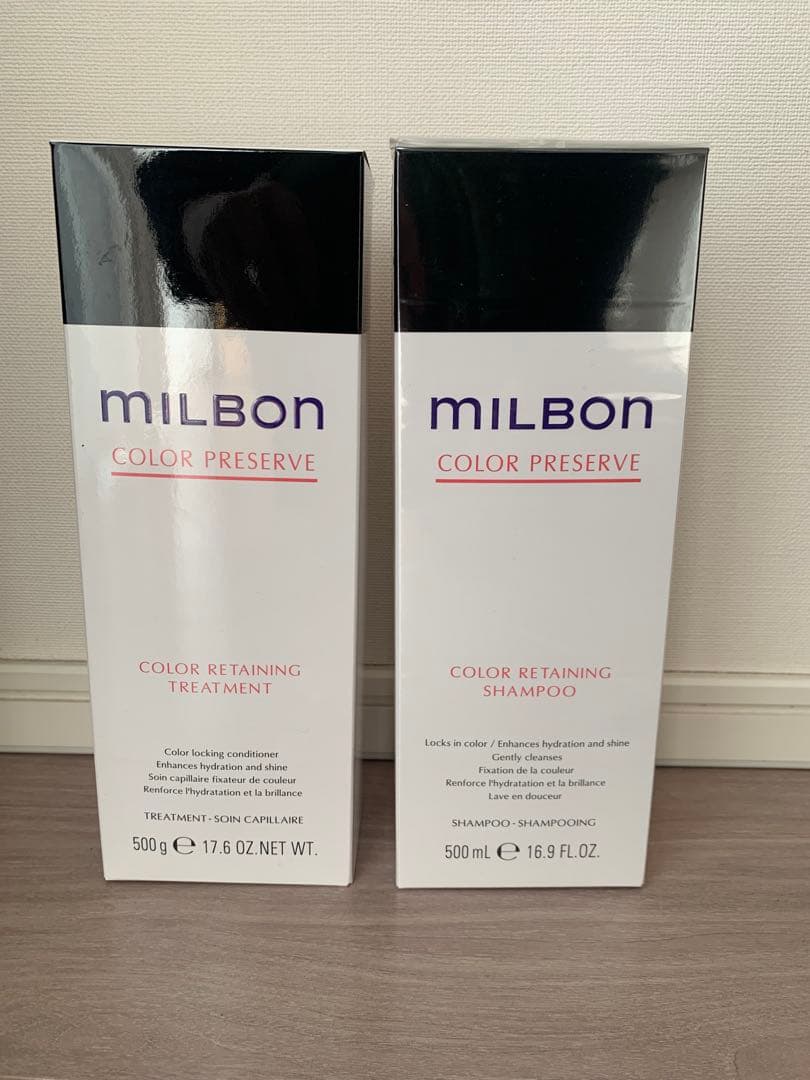 MILBON
COLOR PRESERVE
COLOR RETAINING
TREATMENT
Color locking conditioner
Enhances hydration and shine
Soin capillaire fixateur de couleur
Renforce l'hydratation et la brillance
TREATMENT - SOIN CAPILLAIRE
500 g ℮ 17.6 OZ.NET WT.
MILBON
COLOR PRESERVE
COLOR RETAINING
SHAMPOO
Locks in color / Enhances hydration and shine
Gently cleanses
Fixation de la couleur
Renforce l'hydratation et la brillance
Lave en douceur
SHAMPOO - SHAMPOOING
500 mL ℮ 16.9 FL.OZ.